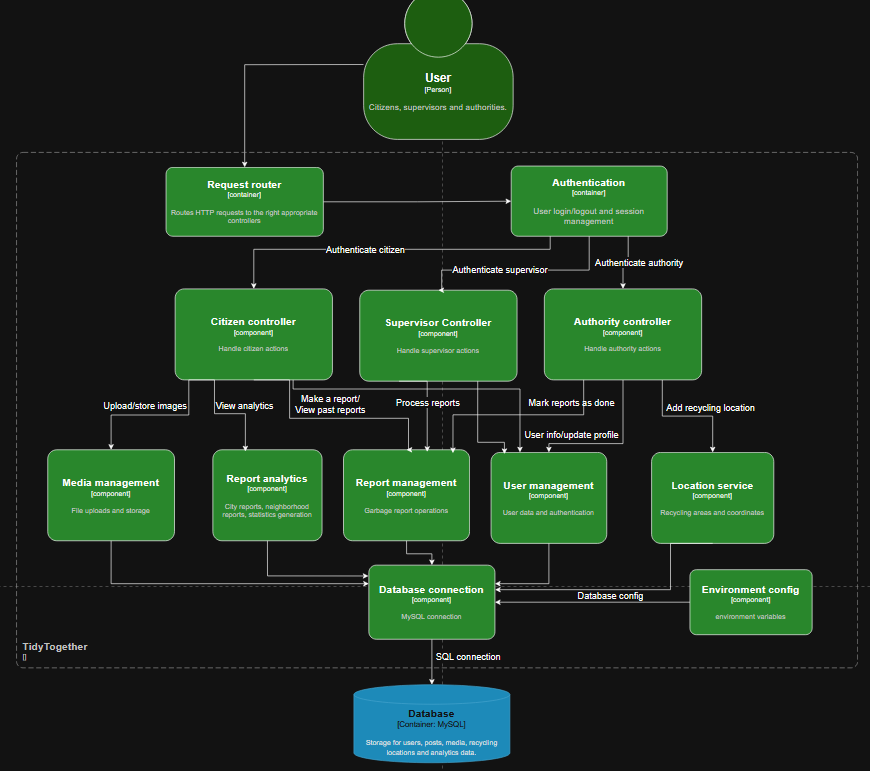 User
[Person]
Citizens, supervisors and authorities.
Request router
[container]
Routes HTTP requests to the right appropriate
controllers
Authentication
[container]
User login/logout and session
management
Authenticate citizen
Authenticate supervisor
Authenticate authority
Citizen controller
[component]
Handle citizen actions
Supervisor Controller
[component]
Handle supervisor actions
Authority controller
[component]
Handle authority actions
Upload/store images
View analytics
Make a report/
View past reports
Process reports
Mark reports as done
Add recycling location
User info/update profile
Media management
[component]
File uploads and storage
Report analytics
[component]
City reports, neighborhood
reports, statistics generation
Report management
[component]
Garbage report operations
User management
[component]
User data and authentication
Location service
[component]
Recycling areas and coordinates
Database connection
[component]
MySQL connection
Database config
Environment config
[component]
environment variables
TidyTogether
[]
SQL connection
Database
[Container: MySQL]
Storage for users, posts, media, recycling
locations and analytics data.